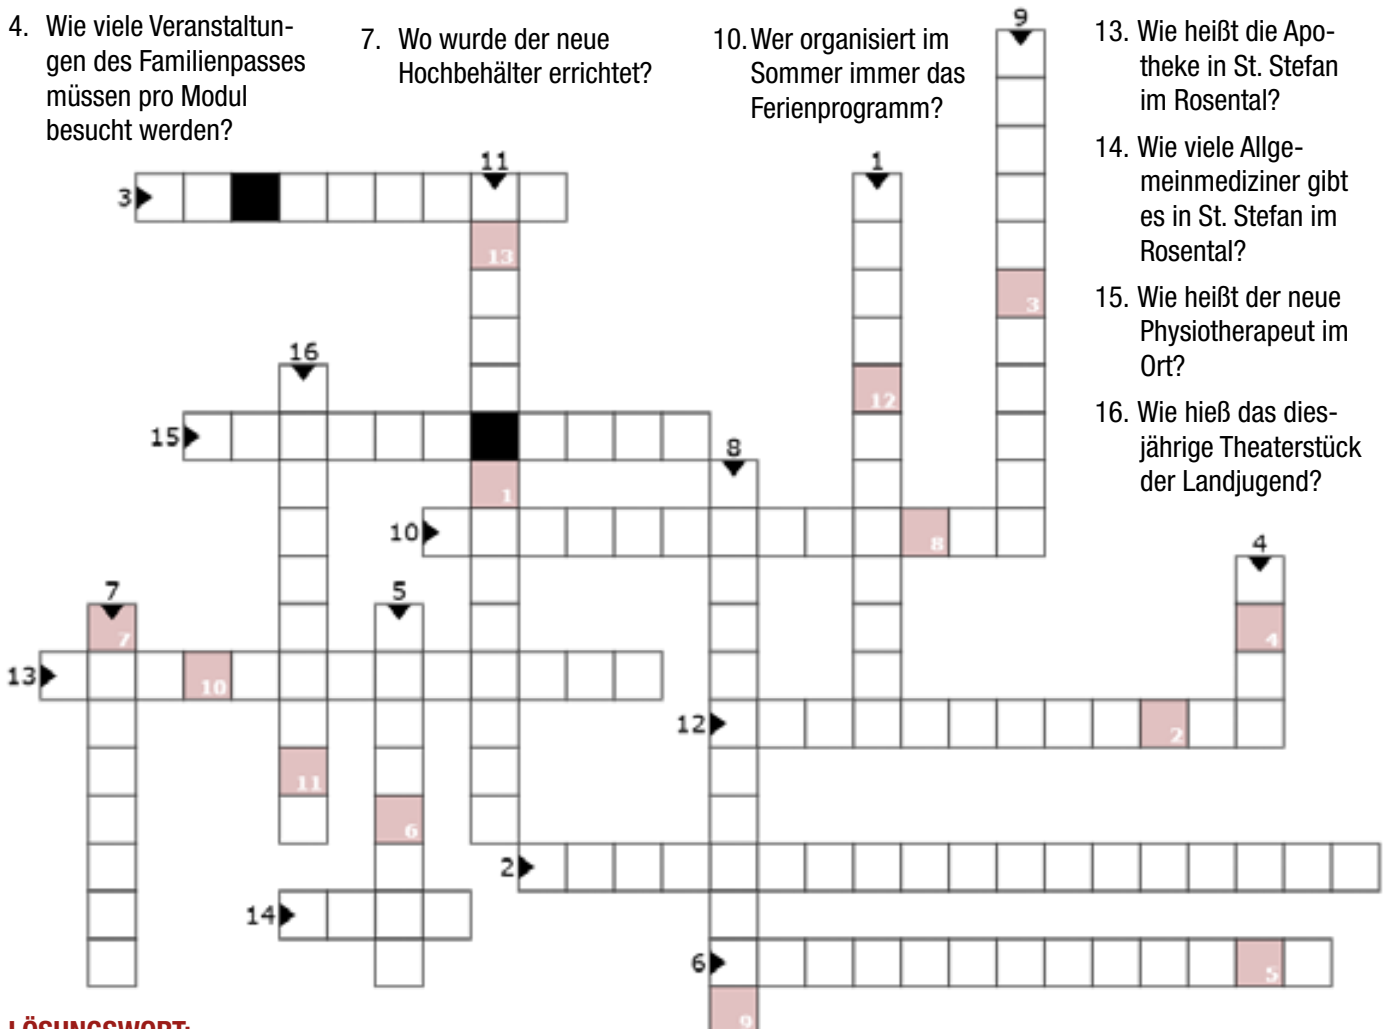 4. Wie viele Veranstaltun-
gen des Familienpasses
müssen pro Modul
besucht werden?
7. Wo wurde der neue
Hochbehälter errichtet?
10. Wer organisiert im
Sommer immer das
Ferienprogramm?
13. Wie heißt die Apo-
theke in St. Stefan
im Rosental?
14. Wie viele Allge-
meinmediziner gibt
es in St. Stefan im
Rosental?
15. Wie heißt der neue
Physiotherapeut im
Ort?
16. Wie hieß das dies-
jährige Theaterstück
der Landjugend?
9
11
1
3
13
3
16
12
15
8
1
10
8
4
7
5
7
4
13
10
12
2
11
6
2
14
6
5
9
LÖSUNGSWORT: